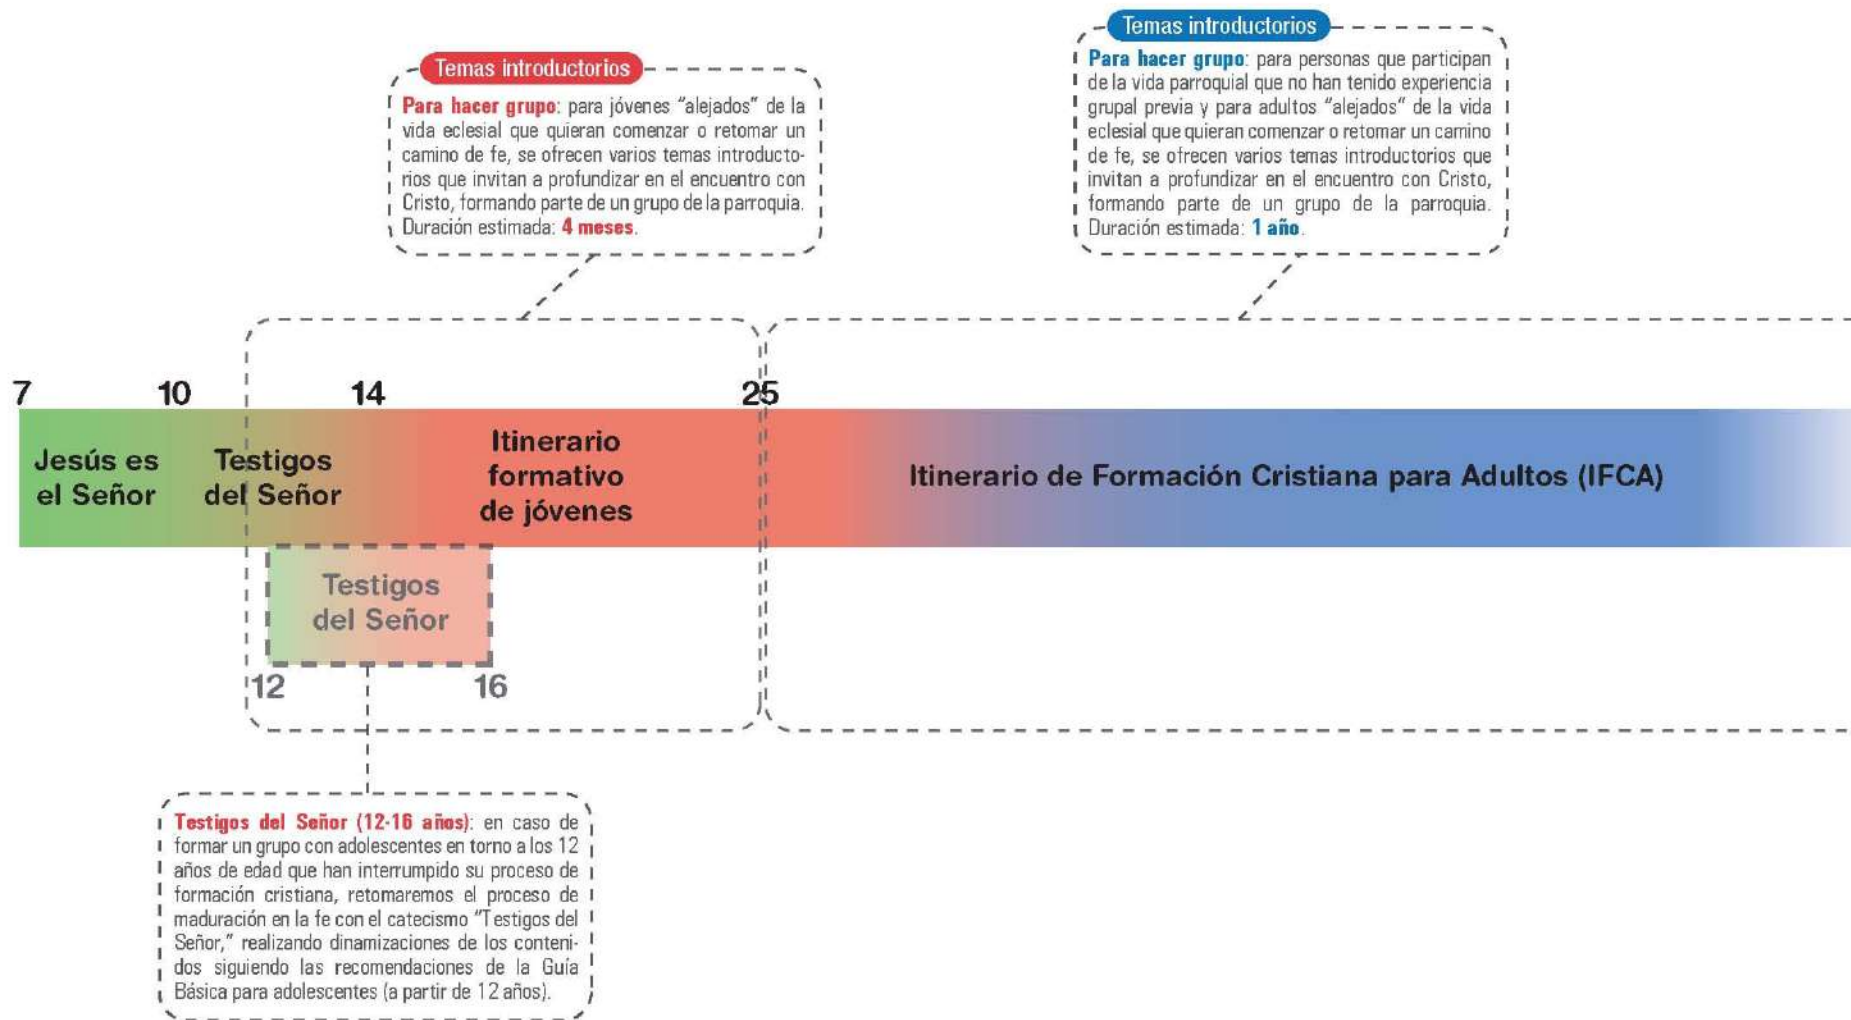 Temas introductorios
Para hacer grupo: para jóvenes "alejados" de la
vida eclesial que quieran comenzar o retomar un
camino de fe, se ofrecen varios temas introducto-
rios que invitan a profundizar en el encuentro con
Cristo, formando parte de un grupo de la parroquia.
Duración estimada: 4 meses.
Temas introductorios
Para hacer grupo: para personas que participan
de la vida parroquial que no han tenido experiencia
grupal previa y para adultos "alejados" de la vida
eclesial que quieran comenzar o retomar un camino
de fe, se ofrecen varios temas introductorios que
invitan a profundizar en el encuentro con Cristo,
formando parte de un grupo de la parroquia.
Duración estimada: 1 año.
7 10 14 25
Jesús es
el Señor
Testigos
del Señor
Itinerario
formativo
de jóvenes
Itinerario de Formación Cristiana para Adultos (IFCA)
Testigos
del Señor
12 16
Testigos del Señor (12-16 años): en caso de
formar un grupo con adolescentes en torno a los 12
años de edad que han interrumpido su proceso de
formación cristiana, retomaremos el proceso de
maduración en la fe con el catecismo "Testigos del
Señor," realizando dinamizaciones de los conteni-
dos siguiendo las recomendaciones de la Guía
Básica para adolescentes (a partir de 12 años).